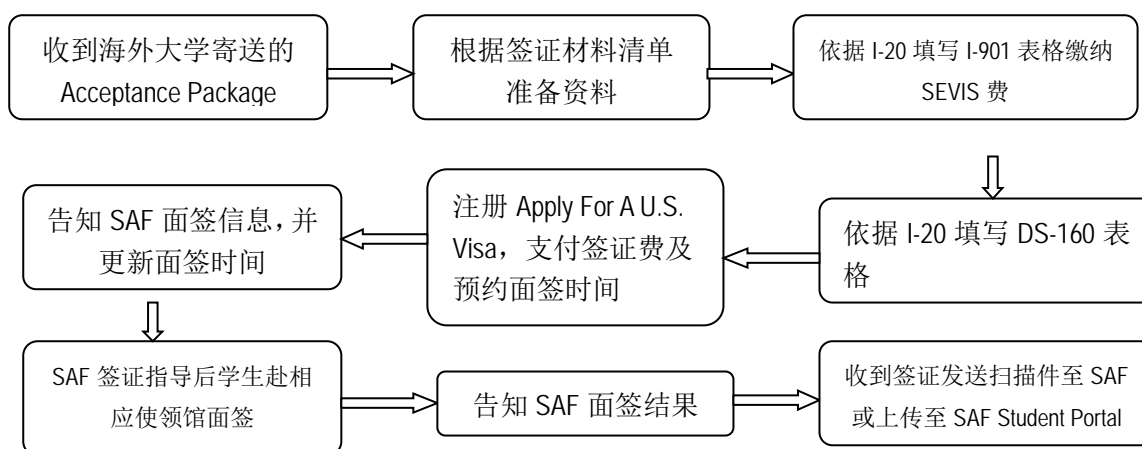 收到海外大学寄送的
Acceptance Package
根据签证材料清单
准备资料
依据 I-20 填写 I-901 表格缴纳
SEVIS 费
依据 I-20 填写 DS-160 表
格
注册 Apply For A U.S.
Visa，支付签证费及
预约面签时间
告知 SAF 面签信息，并
更新面签时间
SAF 签证指导后学生赴相
应使领馆面签
告知 SAF 面签结果
收到签证发送扫描件至 SAF
或上传至 SAF Student Portal